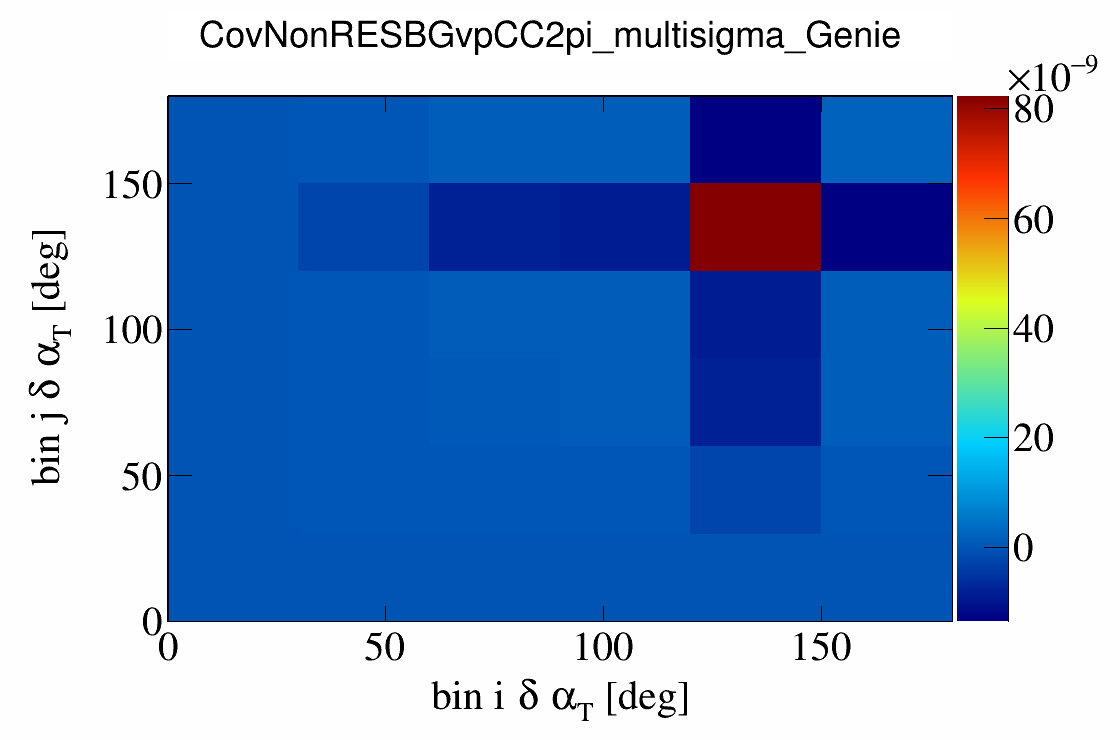 CovNonRESBGvpCC2pi_multisigma_Genie
×10⁻⁹
80
60
40
20
0
150
100
50
0
bin j δ α_T [deg]
0 50 100 150
bin i δ α_T [deg]